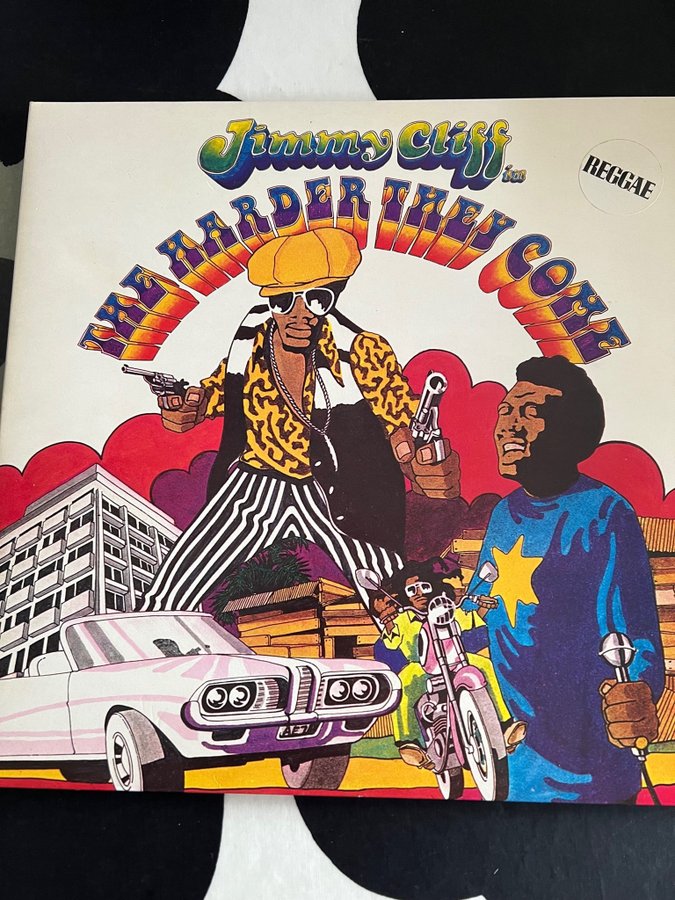 Jimmy Cliff
in
THE HARDER THEY COME
REGGAE